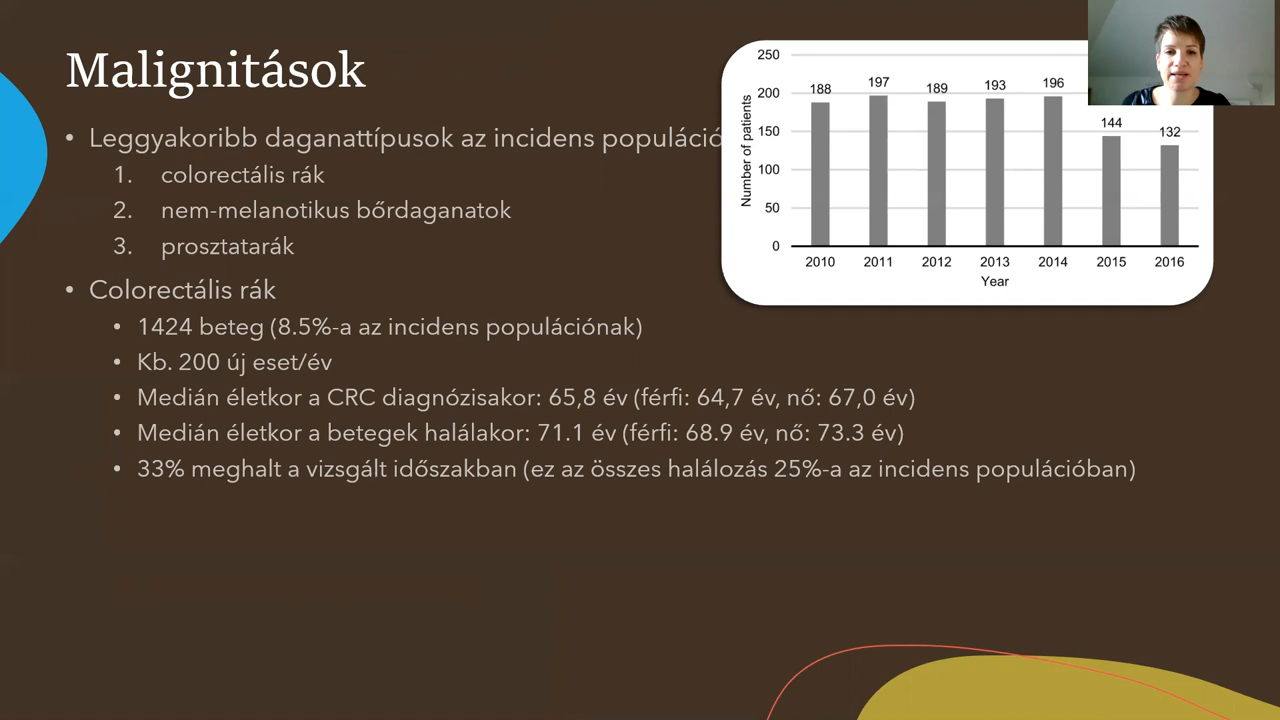 Malignitások
• Leggyakoribb daganattípusok az incidens populáció
1. colorectális rák
2. nem-melanotikus bőrdaganatok
3. prosztatarák
• Colorectális rák
• 1424 beteg (8.5%-a az incidens populációnak)
• Kb. 200 új eset/év
• Medián életkor a CRC diagnózisakor: 65,8 év (férfi: 64,7 év, nő: 67,0 év)
• Medián életkor a betegek halálakor: 71.1 év (férfi: 68.9 év, nő: 73.3 év)
• 33% meghalt a vizsgált időszakban (ez az összes halálozás 25%-a az incidens populációban)
Number of patients
250
200
150
100
50
0
188
197
189
193
196
144
132
2010 2011 2012 2013 2014 2015 2016
Year